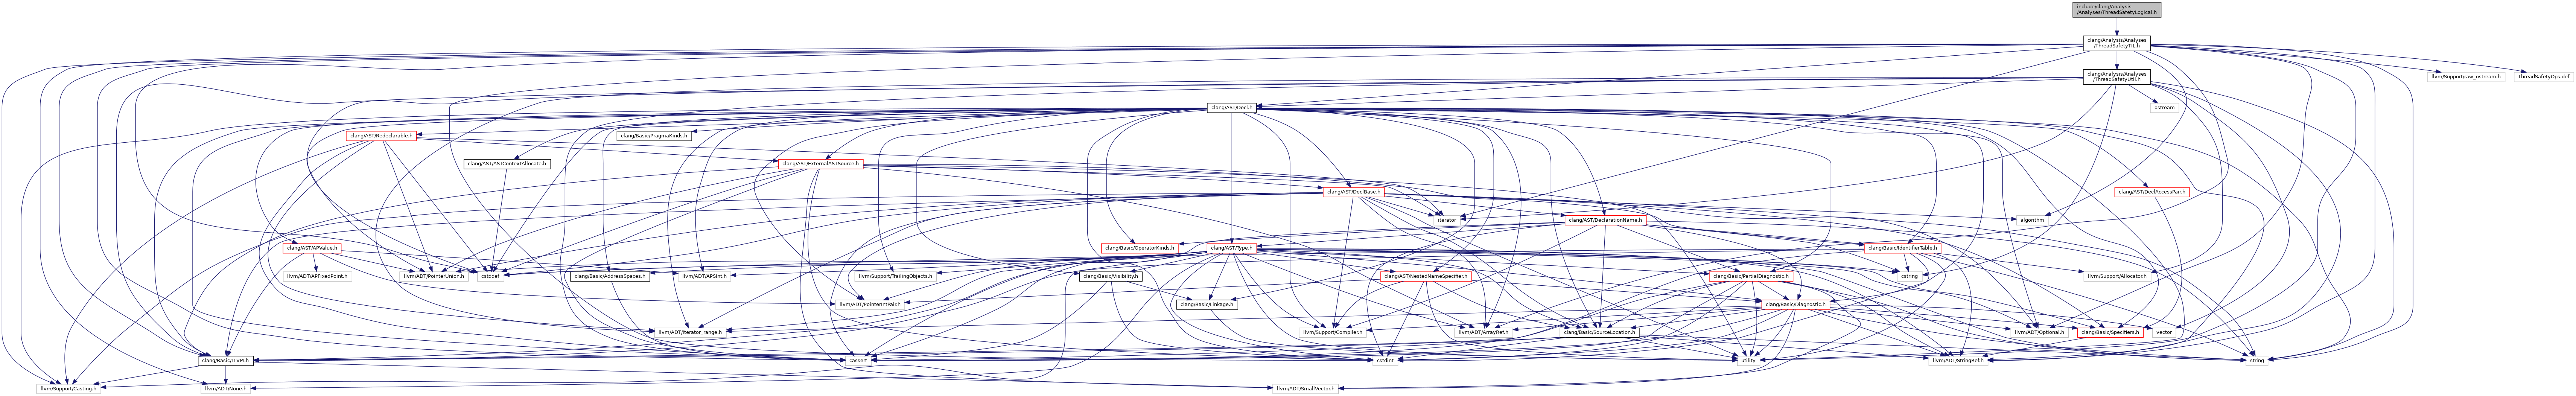 include/clang/Analysis
/Analyses/ThreadSafetyLogical.h
clang/Analysis/Analyses
/ThreadSafetyTIL.h
clang/Analysis/Analyses
/ThreadSafetyUtil.h
llvm/Support/raw_ostream.h
ThreadSafetyOps.def
clang/AST/Decl.h
ostream
clang/AST/Redeclarable.h
clang/Basic/PragmaKinds.h
clang/AST/ASTContextAllocate.h
clang/AST/ExternalASTSource.h
clang/AST/DeclBase.h
clang/AST/DeclAccessPair.h
iterator
clang/AST/DeclarationName.h
algorithm
clang/AST/APValue.h
clang/Basic/OperatorKinds.h
clang/AST/Type.h
clang/Basic/IdentifierTable.h
llvm/ADT/APFixedPoint.h
llvm/ADT/PointerUnion.h
cstddef
clang/Basic/AddressSpaces.h
llvm/ADT/APSInt.h
llvm/Support/TrailingObjects.h
clang/Basic/Visibility.h
clang/AST/NestedNameSpecifier.h
clang/Basic/PartialDiagnostic.h
cstring
llvm/Support/Allocator.h
llvm/ADT/PointerIntPair.h
clang/Basic/Linkage.h
clang/Basic/Diagnostic.h
llvm/ADT/iterator_range.h
llvm/Support/Compiler.h
llvm/ADT/ArrayRef.h
clang/Basic/SourceLocation.h
llvm/ADT/Optional.h
clang/Basic/Specifiers.h
vector
clang/Basic/LLVM.h
cassert
cstdint
utility
llvm/ADT/StringRef.h
string
llvm/Support/Casting.h
llvm/ADT/None.h
llvm/ADT/SmallVector.h